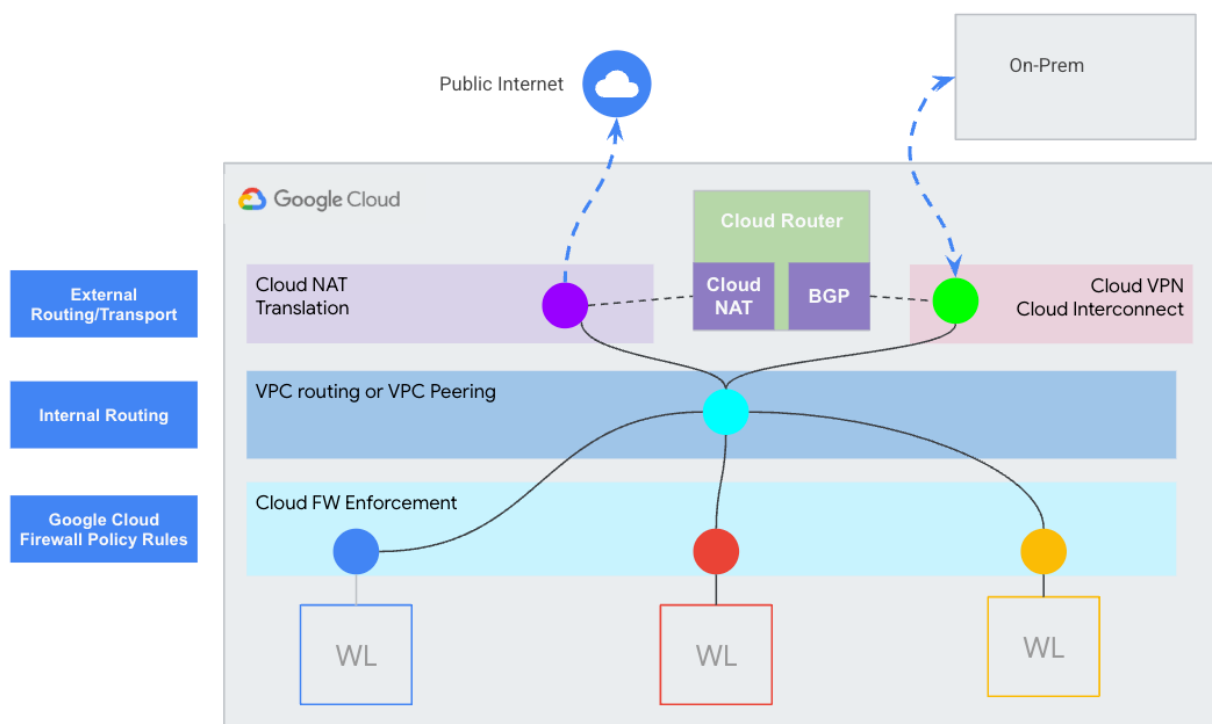 Public Internet
On-Prem
Google Cloud
Cloud Router
Cloud
NAT
BGP
External
Routing/Transport
Cloud NAT
Translation
Cloud VPN
Cloud Interconnect
Internal Routing
VPC routing or VPC Peering
Google Cloud
Firewall Policy Rules
Cloud FW Enforcement
WL
WL
WL